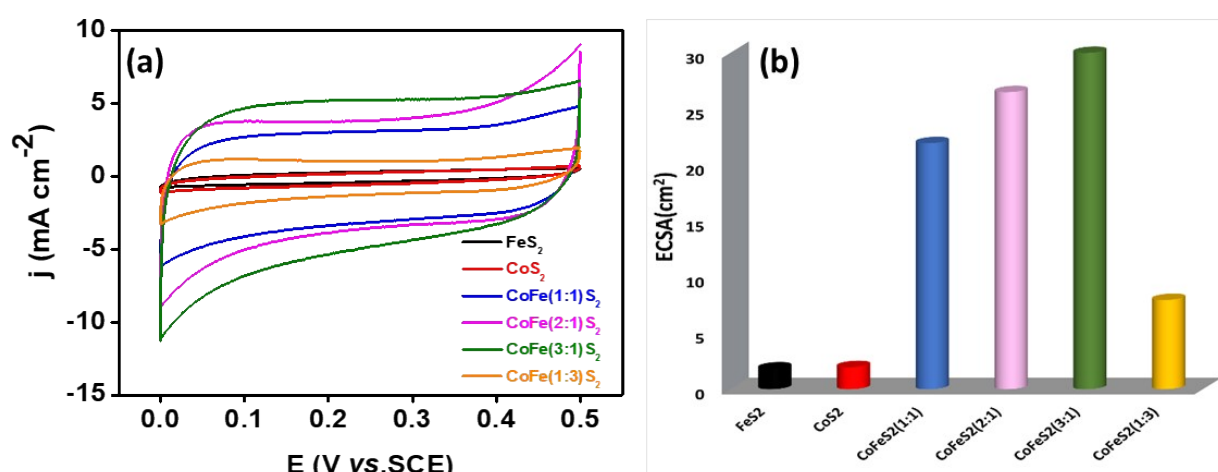 (a)
10
5
0
-5
-10
-15
j (mA cm-2)
0.0 0.1 0.2 0.3 0.4 0.5
E (V vs.SCE)
FeS2
CoS2
CoFe(1:1)S2
CoFe(2:1)S2
CoFe(3:1)S2
CoFe(1:3)S2
(b)
30
25
20
15
10
5
0
ECSA(cm2)
FeS2
CoS2
CoFeS2(1:1)
CoFeS2(2:1)
CoFeS2(3:1)
CoFeS2(1:3)